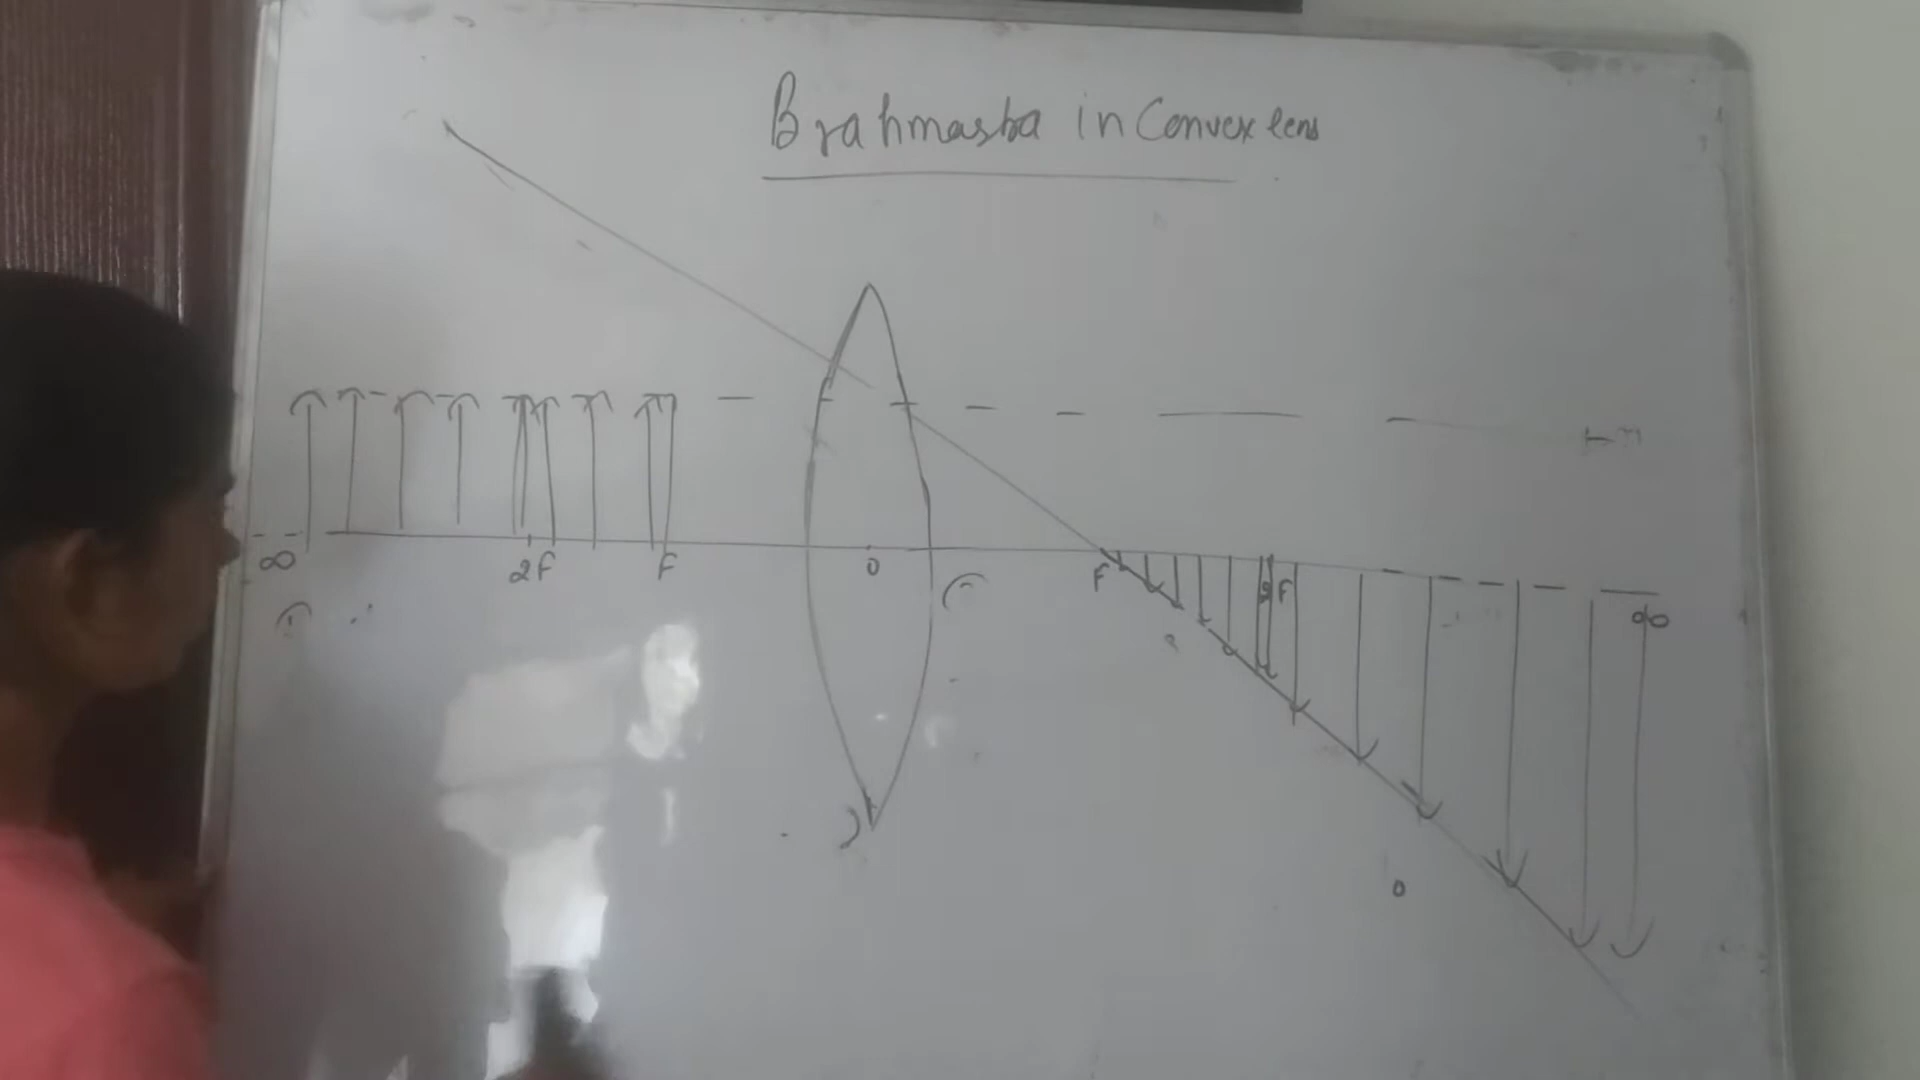 Brahmastra in Convex lens
∞ 2F F O F 2F ∞
O